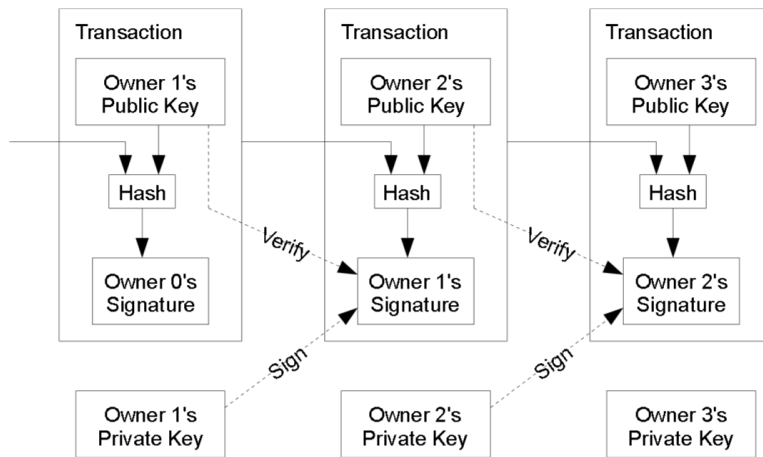 Transaction
Owner 1's
Public Key
Hash
Owner 0's
Signature
Transaction
Owner 2's
Public Key
Hash
Verify
Owner 1's
Signature
Transaction
Owner 3's
Public Key
Hash
Verify
Owner 2's
Signature
Sign
Sign
Owner 1's
Private Key
Owner 2's
Private Key
Owner 3's
Private Key